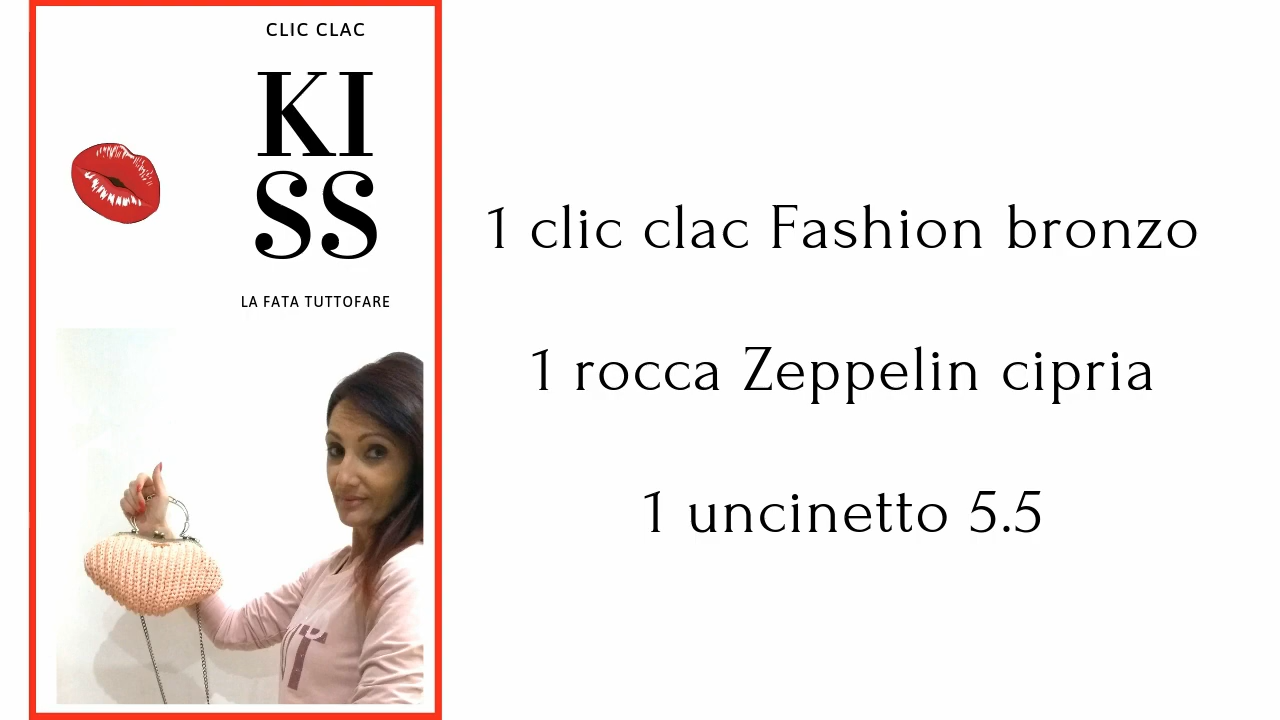 CLIC CLAC
KI
SS
LA FATA TUTTOFARE
1 clic clac Fashion bronzo
1 rocca Zeppelin cipria
1 uncinetto 5.5